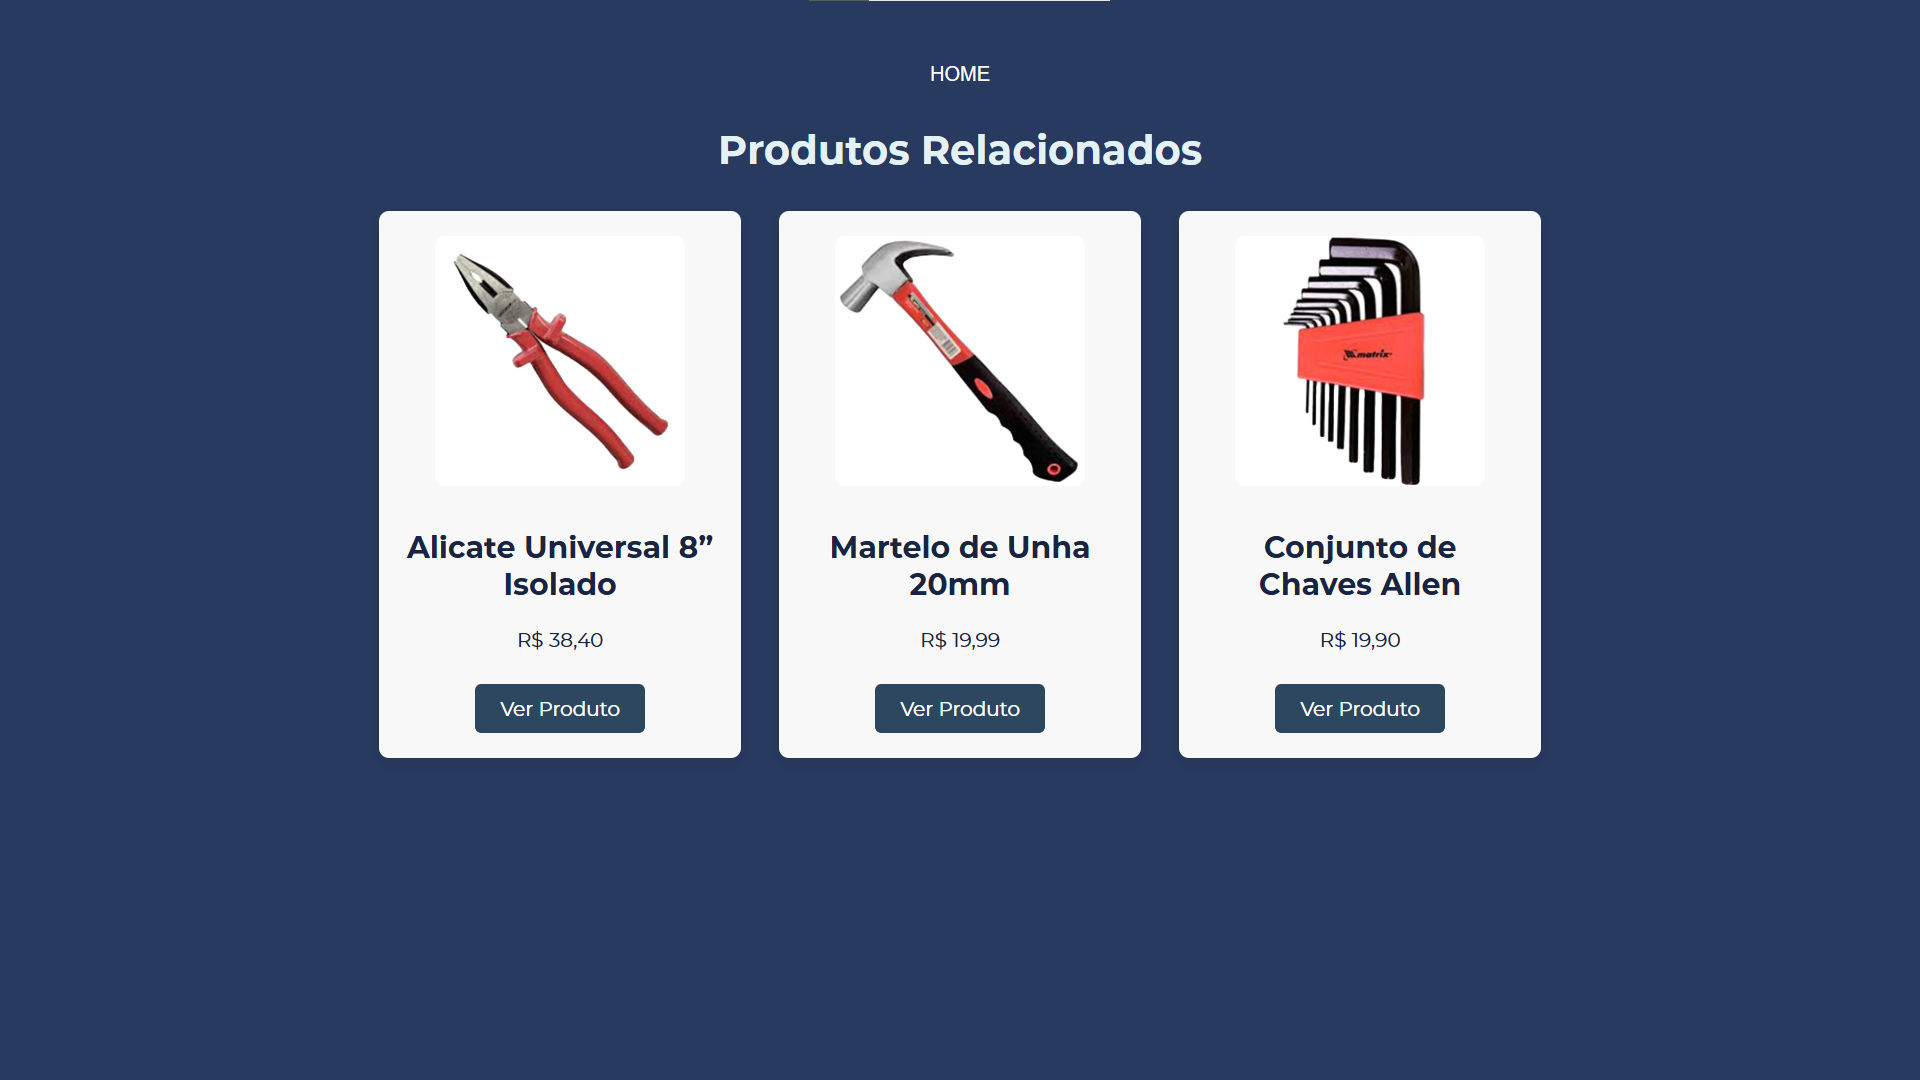 HOME
Produtos Relacionados
matrix
Alicate Universal 8”
Isolado
R$ 38,40
Ver Produto
Martelo de Unha
20mm
R$ 19,99
Ver Produto
Conjunto de
Chaves Allen
R$ 19,90
Ver Produto